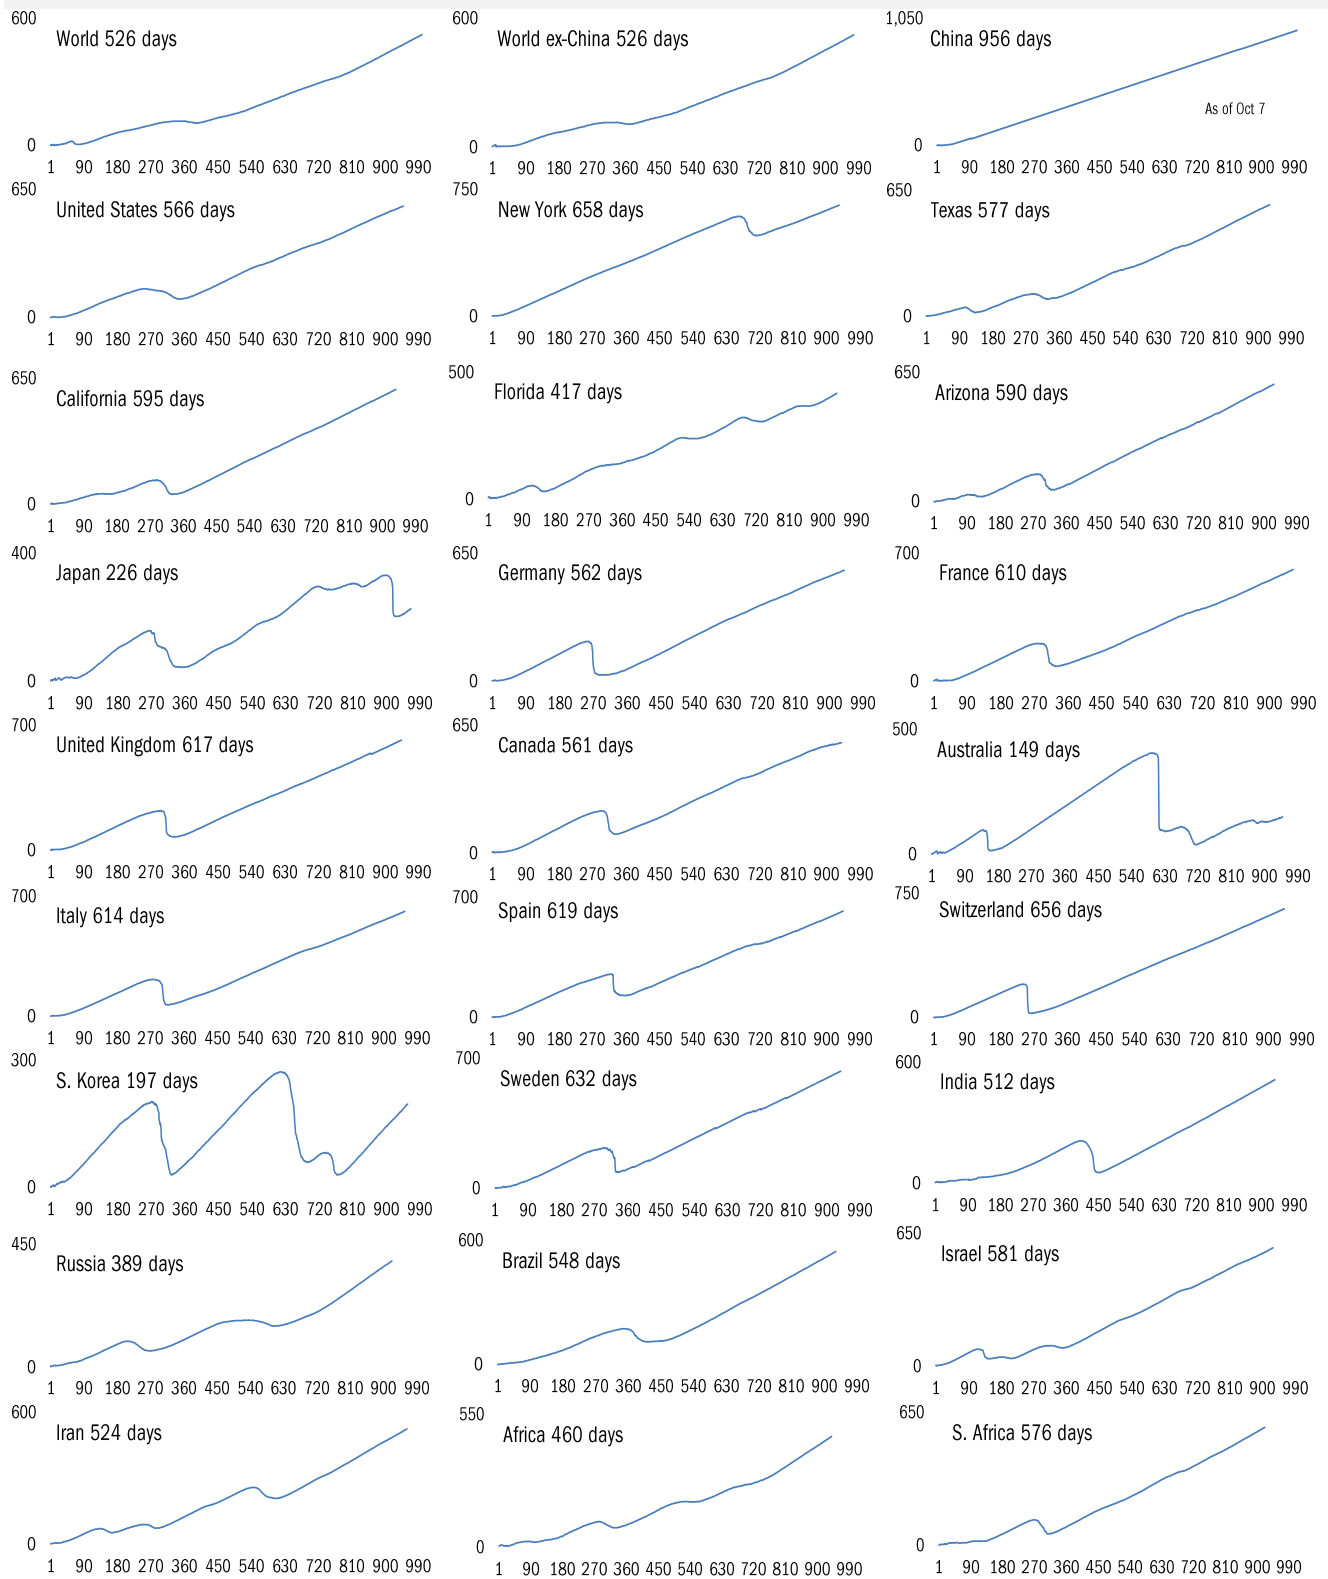 600 600 1,050
World 526 days World ex-China 526 days China 956 days
As of Oct 7
0 0 0
1 90 180 270 360 450 540 630 720 810 900 990 1 90 180 270 360 450 540 630 720 810 900 990 1 90 180 270 360 450 540 630 720 810 900 990
650 750 650
United States 566 days New York 658 days Texas 577 days
0 0 0
1 90 180 270 360 450 540 630 720 810 900 990 1 90 180 270 360 450 540 630 720 810 900 990 1 90 180 270 360 450 540 630 720 810 900 990
650 500 650
California 595 days Florida 417 days Arizona 590 days
0 0 0
1 90 180 270 360 450 540 630 720 810 900 990 1 90 180 270 360 450 540 630 720 810 900 990 1 90 180 270 360 450 540 630 720 810 900 990
400 650 700
Japan 226 days Germany 562 days France 610 days
0 0 0
1 90 180 270 360 450 540 630 720 810 900 990 1 90 180 270 360 450 540 630 720 810 900 990 1 90 180 270 360 450 540 630 720 810 900 990
700 650 500
United Kingdom 617 days Canada 561 days Australia 149 days
0 0 0
1 90 180 270 360 450 540 630 720 810 900 990 1 90 180 270 360 450 540 630 720 810 900 990 1 90 180 270 360 450 540 630 720 810 900 990
700 700 750
Italy 614 days Spain 619 days Switzerland 656 days
0 0 0
1 90 180 270 360 450 540 630 720 810 900 990 1 90 180 270 360 450 540 630 720 810 900 990 1 90 180 270 360 450 540 630 720 810 900 990
300 700 600
S. Korea 197 days Sweden 632 days India 512 days
0 0 0
1 90 180 270 360 450 540 630 720 810 900 990 1 90 180 270 360 450 540 630 720 810 900 990 1 90 180 270 360 450 540 630 720 810 900 990
450 600 650
Russia 389 days Brazil 548 days Israel 581 days
0 0 0
1 90 180 270 360 450 540 630 720 810 900 990 1 90 180 270 360 450 540 630 720 810 900 990 1 90 180 270 360 450 540 630 720 810 900 990
600 550 650
Iran 524 days Africa 460 days S. Africa 576 days
0 0 0
1 90 180 270 360 450 540 630 720 810 900 990 1 90 180 270 360 450 540 630 720 810 900 990 1 90 180 270 360 450 540 630 720 810 900 990